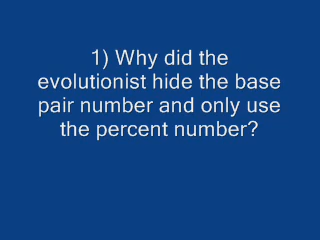 1) Why did the
evolutionist hide the base
pair number and only use
the percent number?